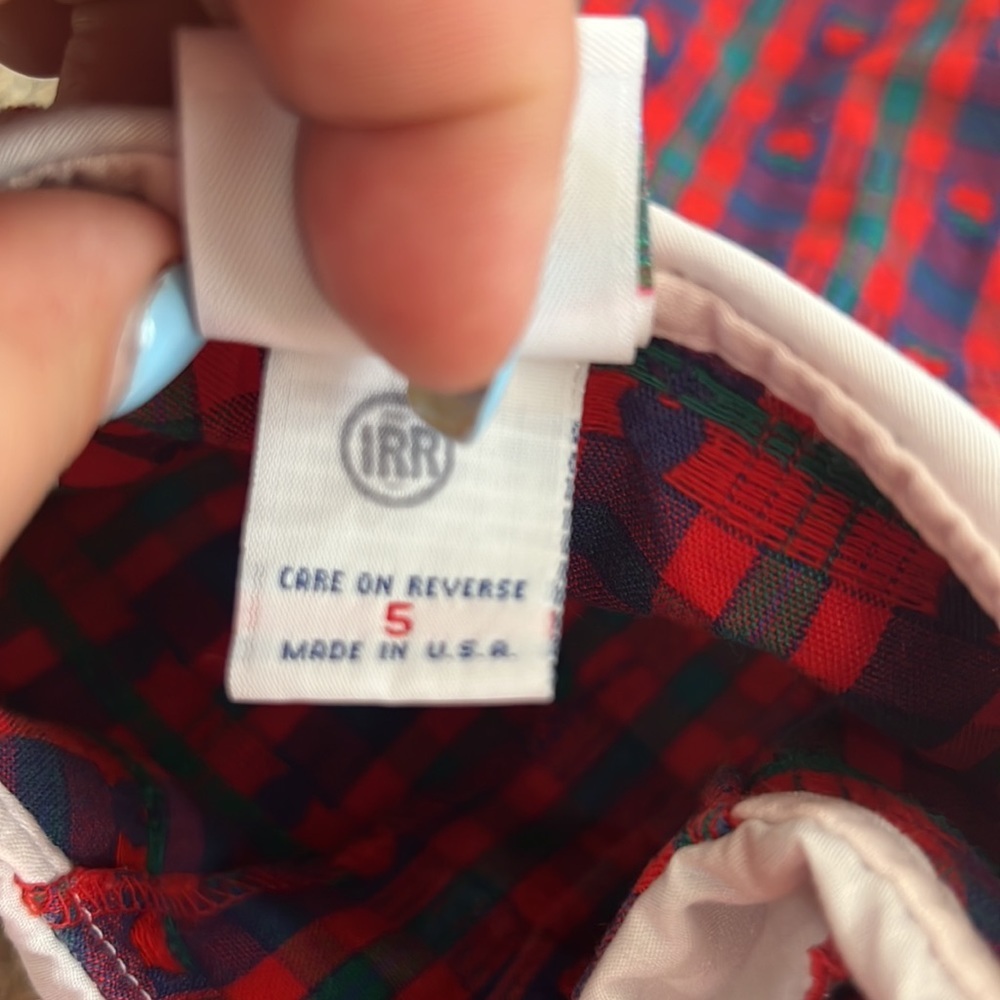 IRR
CARE ON REVERSE
5
MADE IN U.S.A.